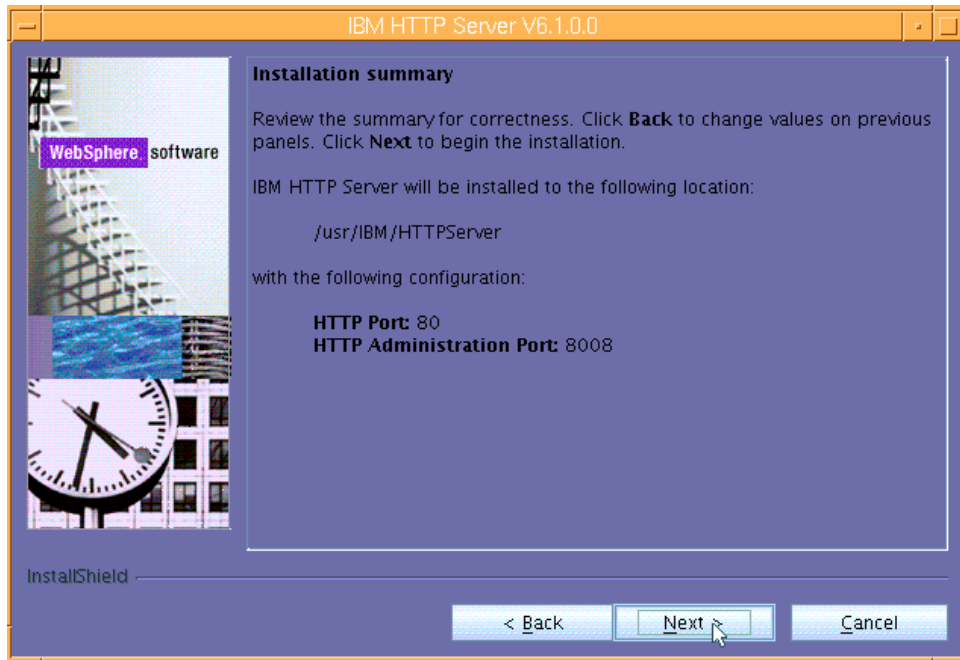 IBM HTTP Server V6.1.0.0
WebSphere. software
Installation summary
Review the summary for correctness. Click Back to change values on previous
panels. Click Next to begin the installation.
IBM HTTP Server will be installed to the following location:
/usr/IBM/HTTPServer
with the following configuration:
HTTP Port: 80
HTTP Administration Port: 8008
InstallShield
< Back
Next >
Cancel